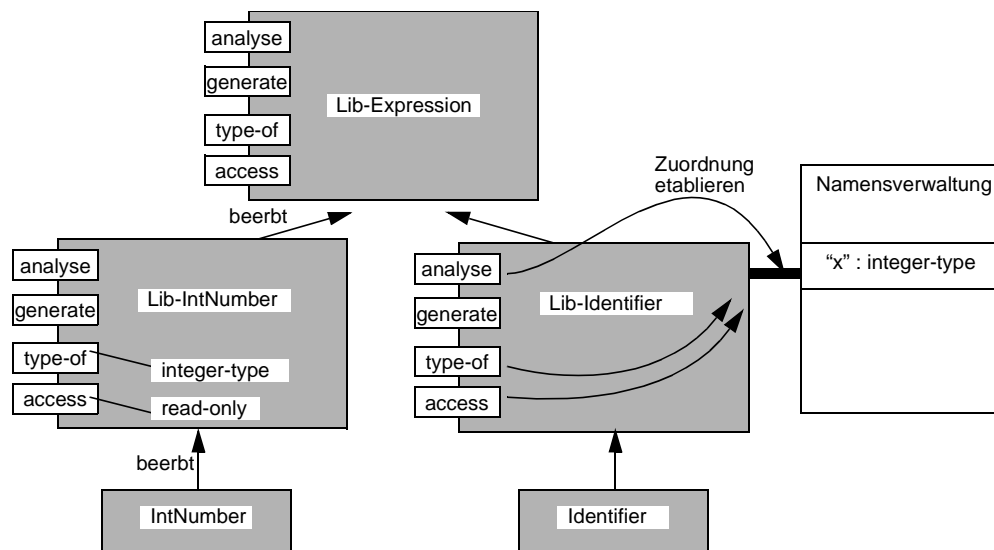 analyse
generate
Lib-Expression
type-of
access
Zuordnung
etablieren
Namensverwaltung
"x" : integer-type
beerbt
analyse
Lib-IntNumber
generate
type-of
integer-type
access
read-only
analyse
Lib-Identifier
generate
type-of
access
beerbt
IntNumber
Identifier